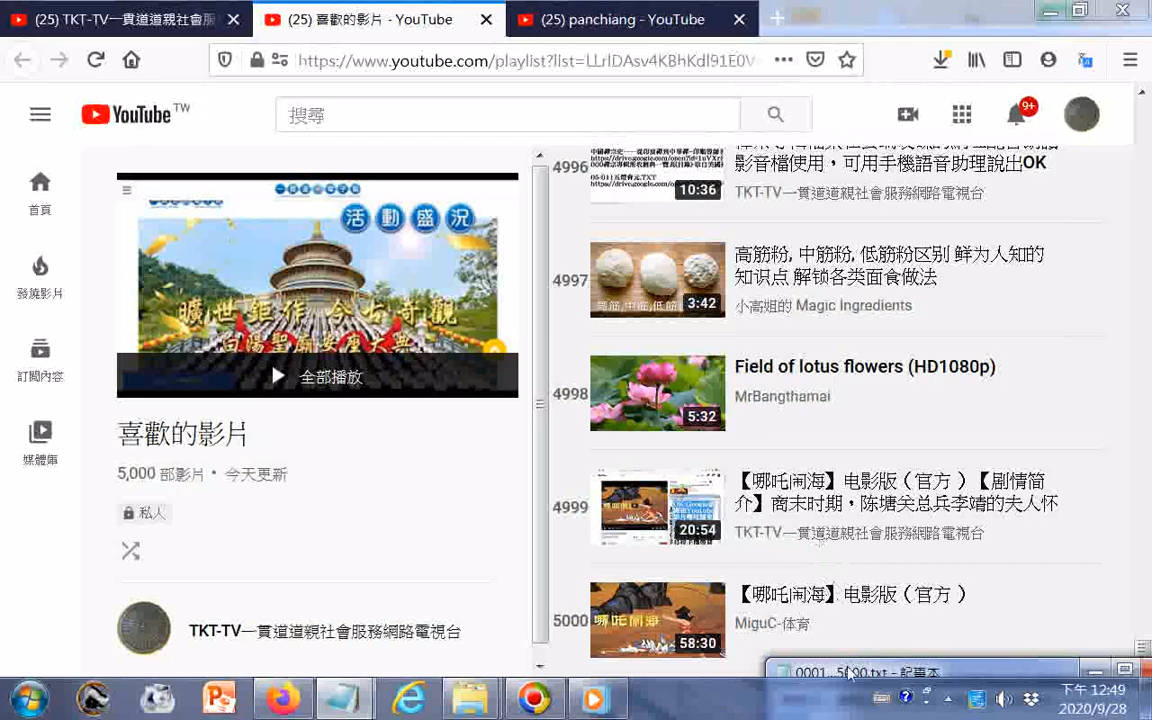 (25) TKT-TV一貫道道親社會服
(25) 喜歡的影片 - YouTube
(25) panchiang - YouTube
https://www.youtube.com/playlist?list=LLrIDAsv4KBhKdl91E0V
YouTube TW
搜尋
9+
首頁
發燒影片
訂閱內容
媒體庫
活動盛況
曠世鉅作 今古奇觀
全部播放
喜歡的影片
5,000 部影片 • 今天更新
私人
TKT-TV一貫道道親社會服務網路電視台
4996
10:36
影音檔使用，可用手機語音助理說出OK
TKT-TV一貫道道親社會服務網路電視台
4997
3:42
高筋粉, 中筋粉, 低筋粉区别 鲜为人知的
知识点 解锁各类面食做法
小高姐的 Magic Ingredients
4998
5:32
Field of lotus flowers (HD1080p)
MrBangthamai
4999
20:54
【哪吒闹海】电影版（官方）【剧情简
介】商末时期，陈塘关总兵李靖的夫人怀
TKT-TV一貫道道親社會服務網路電視台
5000
哪吒闹海
58:30
【哪吒闹海】电影版（官方）
MiguC-体育
0001...5000.txt - 記事本
下午 12:49
2020/9/28